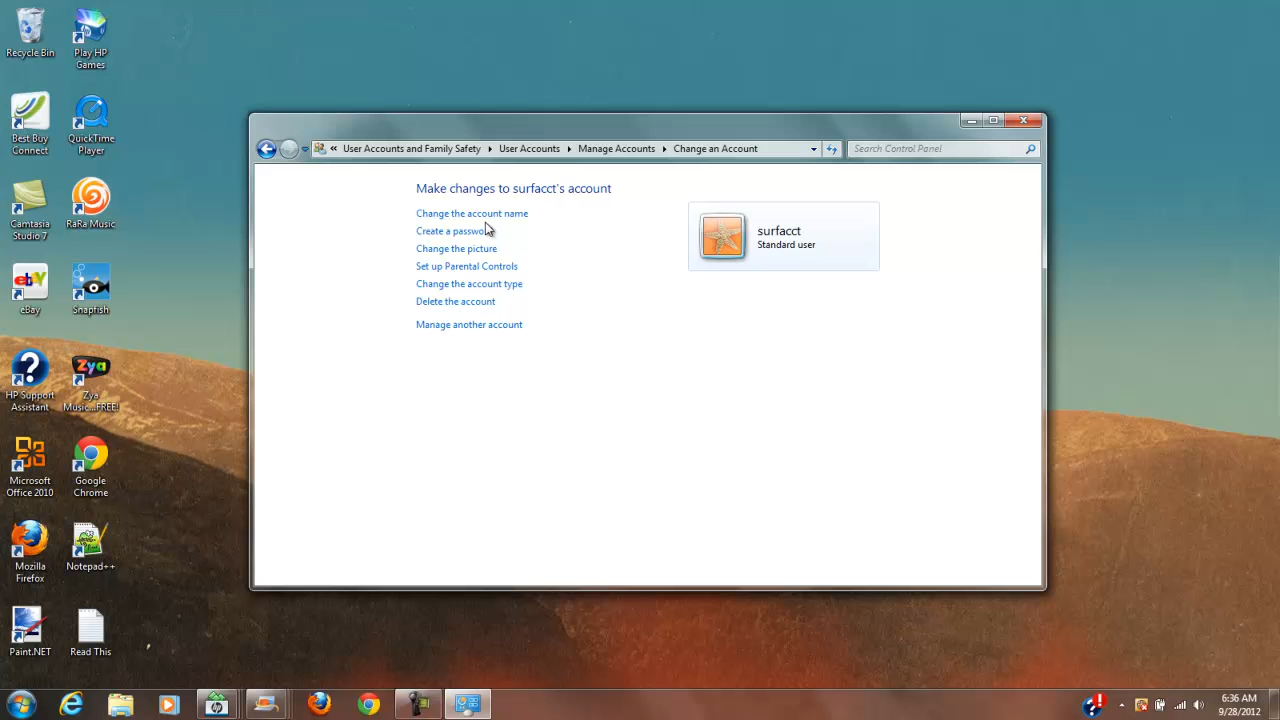 Recycle Bin
Play HP
Games
Best Buy
Connect
QuickTime
Player
Camtasia
Studio 7
RaRa Music
ebY
eBay
Snapfish
HP Support
Assistant
Zya
Zya
Music...FREE!
Microsoft
Office 2010
Google
Chrome
Mozilla
Firefox
Notepad++
Paint.NET
Read This
« User Accounts and Family Safety User Accounts Manage Accounts Change an Account
Search Control Panel
Make changes to surfacct's account
Change the account name
Create a passwo
Change the picture
Set up Parental Controls
Change the account type
Delete the account
Manage another account
surfacct
Standard user
hp
6:36 AM
9/28/2012